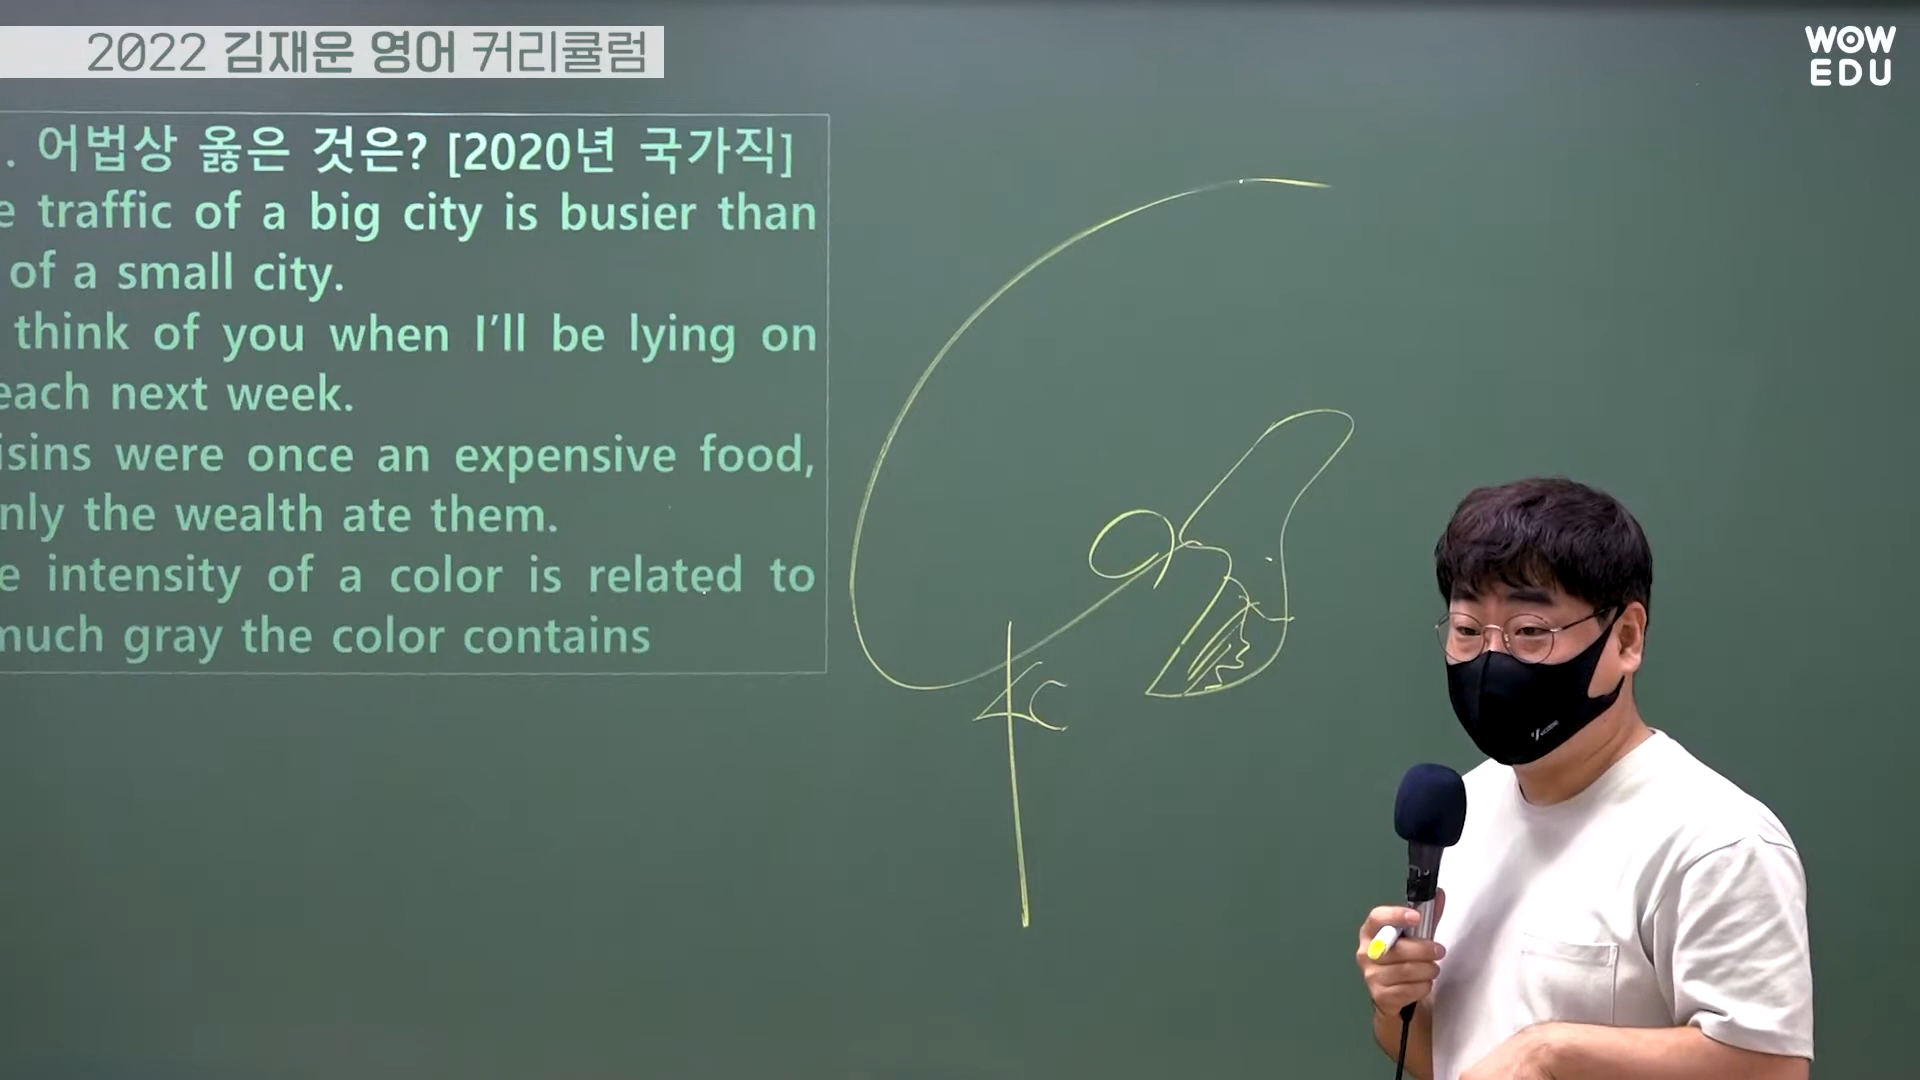 2022 김재운 영어 커리큘럼
WOW
EDU
. 어법상 옳은 것은? [2020년 국가직]
e traffic of a big city is busier than
of a small city.
think of you when I'll be lying on
each next week.
isins were once an expensive food,
nly the wealth ate them.
e intensity of a color is related to
much gray the color contains